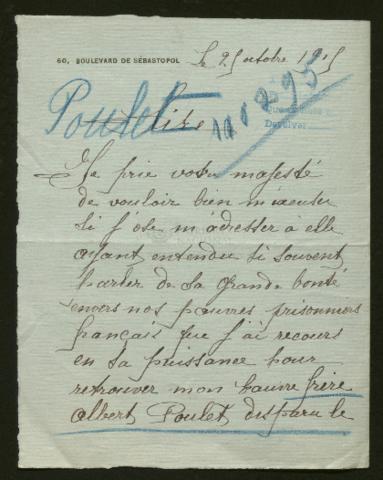 60, BOULEVARD DE SÉBASTOPOL
Le 25 octobre 1915
Poulet
Sire
Je prie votre majesté
de vouloir bien m'excuser
si j'ose m'adresser à elle
ayant entendu si souvent
parler de sa grande bonté
envers nos pauvres prisonniers
français que j'ai recours
en sa puissance pour
retrouver mon pauvre frère
albert Poulet disparu le